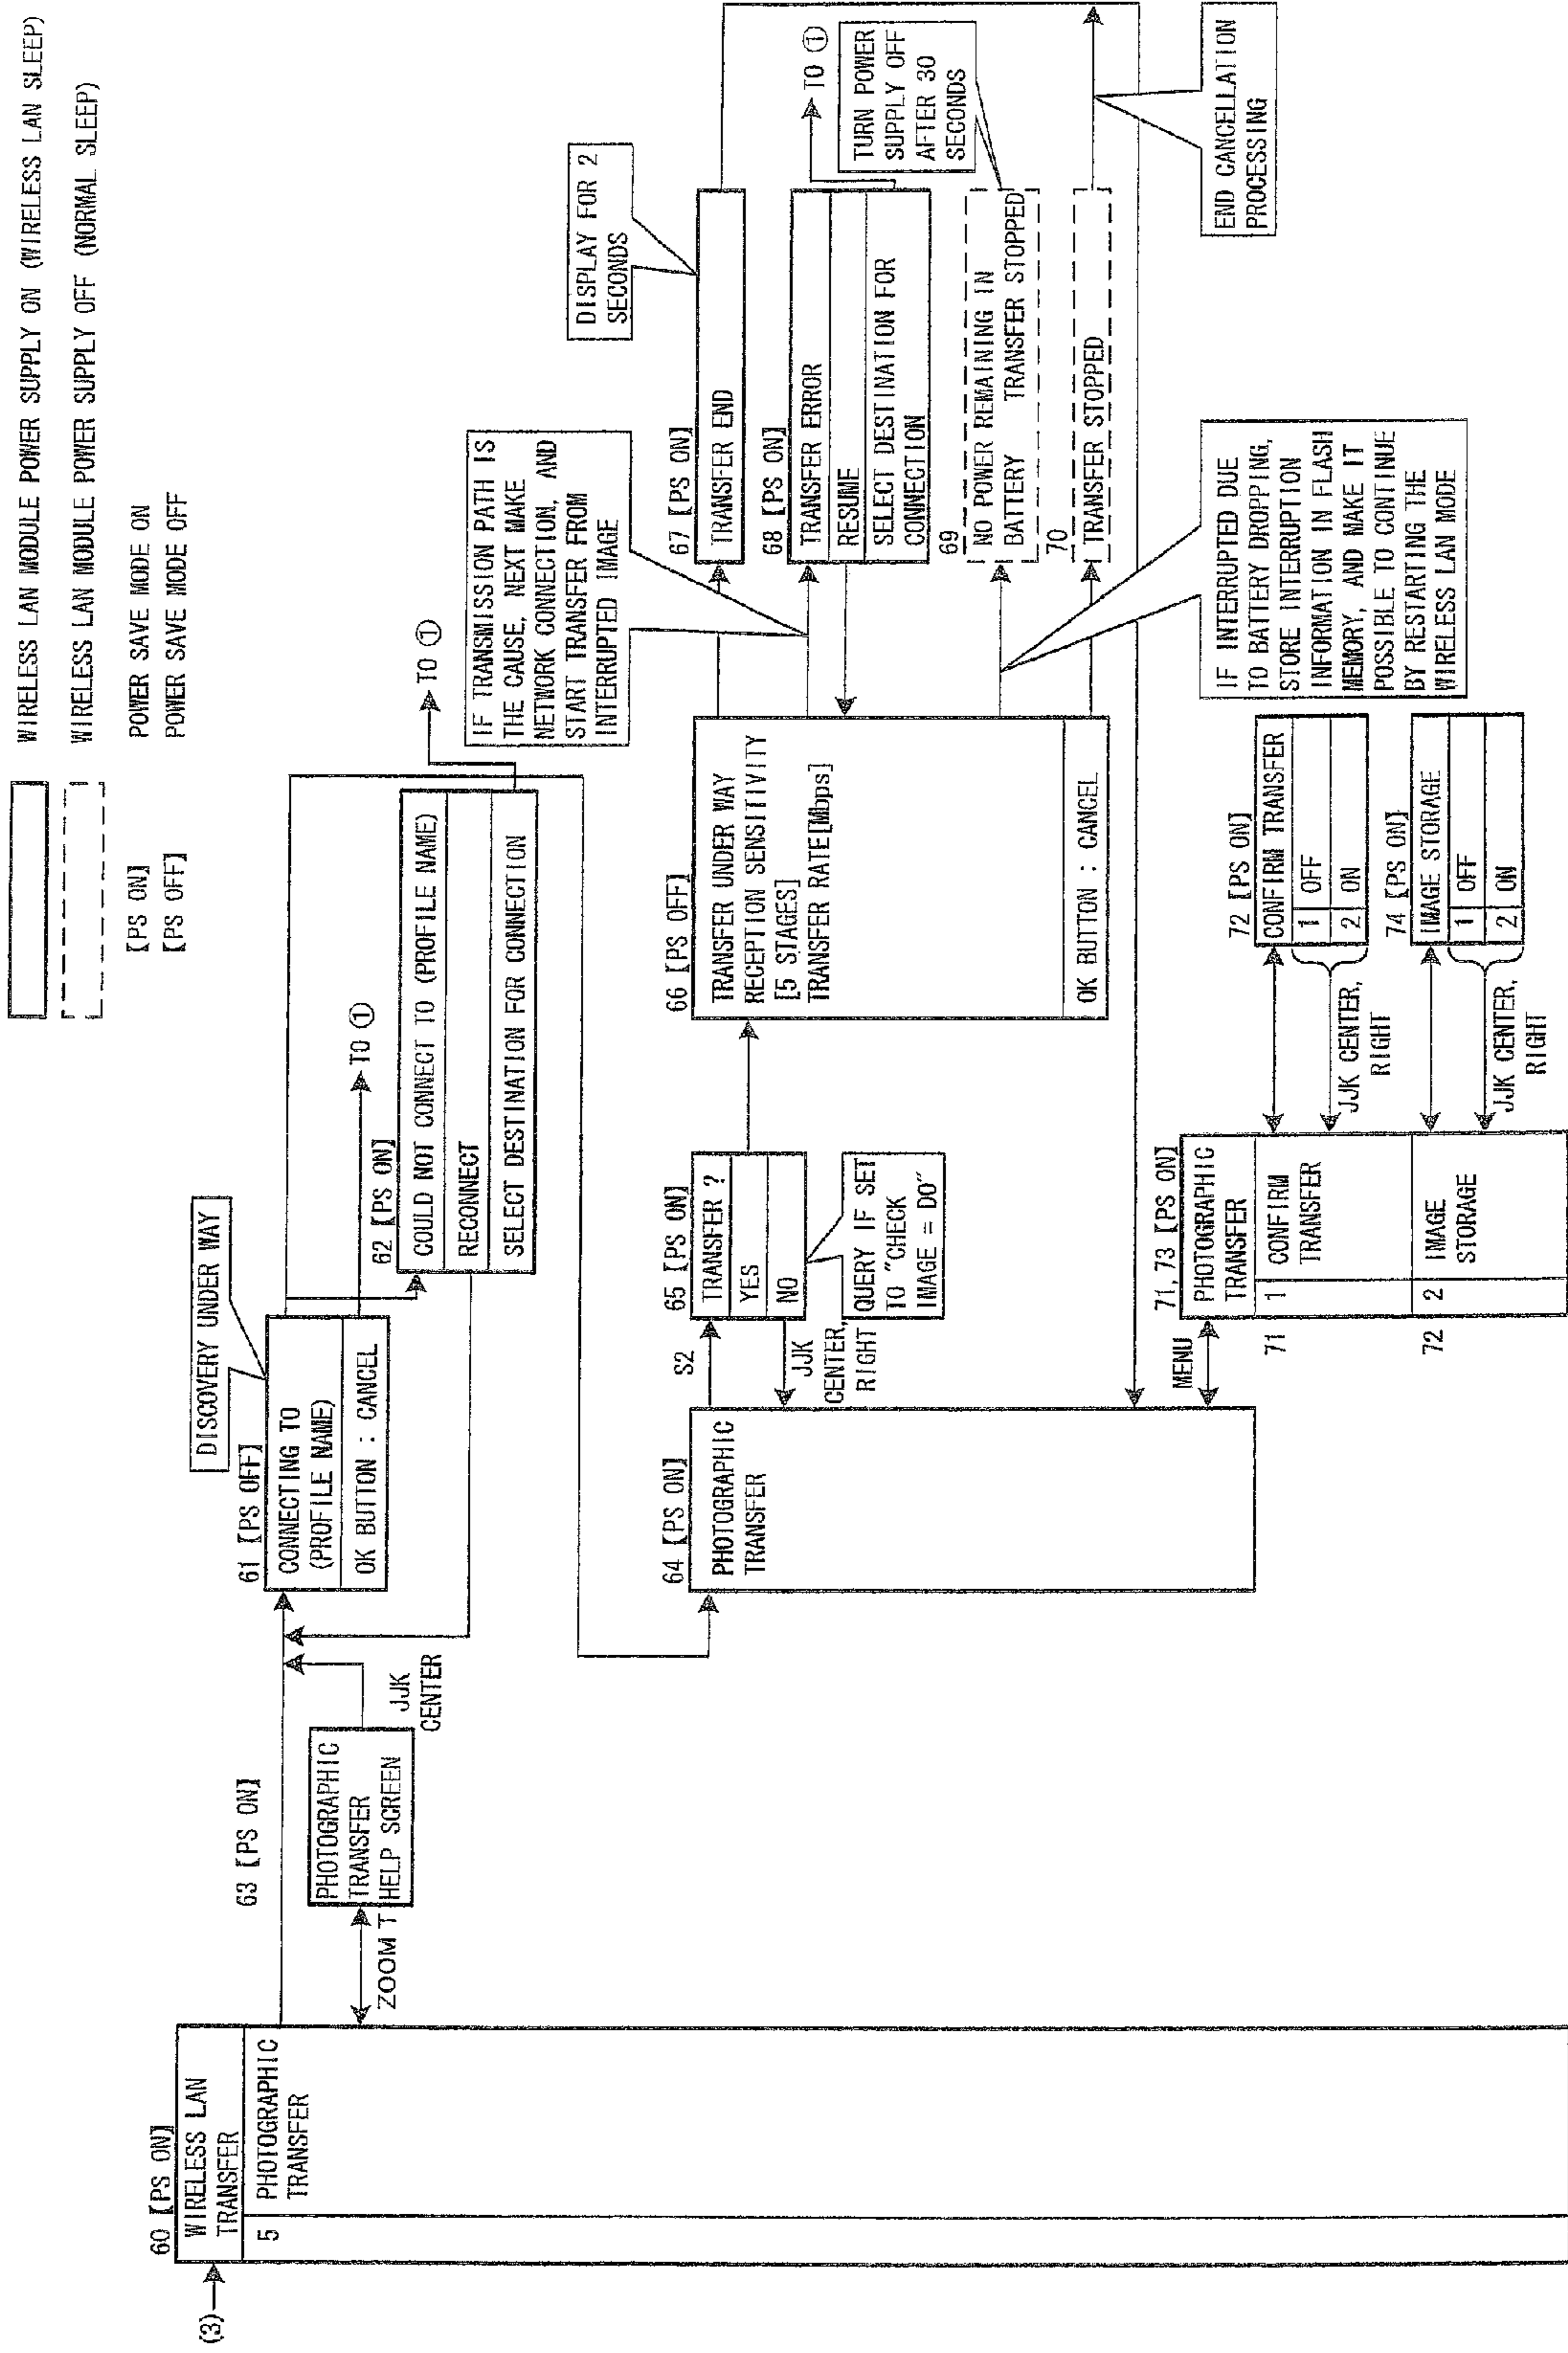 WIRELESS LAN MODULE POWER SUPPLY ON (WIRELESS LAN SLEEP)
WIRELESS LAN MODULE POWER SUPPLY OFF (NORMAL SLEEP)
[PS ON] POWER SAVE MODE ON
[PS OFF] POWER SAVE MODE OFF
(3)
60 [PS ON]
WIRELESS LAN
TRANSFER
5 PHOTOGRAPHIC
TRANSFER
63 [PS ON]
ZOOM T
PHOTOGRAPHIC
TRANSFER
HELP SCREEN
JJK
CENTER
DISCOVERY UNDER WAY
61 [PS OFF]
CONNECTING TO
(PROFILE NAME)
OK BUTTON : CANCEL
TO ①
62 [PS ON]
COULD NOT CONNECT TO (PROFILE NAME)
RECONNECT
SELECT DESTINATION FOR CONNECTION
TO ①
64 [PS ON]
PHOTOGRAPHIC
TRANSFER
S2
JJK
CENTER,
RIGHT
65 [PS ON]
TRANSFER ?
YES
NO
QUERY IF SET
TO "CHECK
IMAGE = DO"
66 [PS OFF]
TRANSFER UNDER WAY
RECEPTION SENSITIVITY
[5 STAGES]
TRANSFER RATE[Mbps]
OK BUTTON : CANCEL
IF TRANSMISSION PATH IS
THE CAUSE, NEXT MAKE
NETWORK CONNECTION, AND
START TRANSFER FROM
INTERRUPTED IMAGE
DISPLAY FOR 2
SECONDS
67 [PS ON]
TRANSFER END
68 [PS ON]
TRANSFER ERROR
RESUME
SELECT DESTINATION FOR
CONNECTION
TO ①
TURN POWER
SUPPLY OFF
AFTER 30
SECONDS
69
NO POWER REMAINING IN
BATTERY TRANSFER STOPPED
70
TRANSFER STOPPED
END CANCELLATION
PROCESSING
IF INTERRUPTED DUE
TO BATTERY DROPPING,
STORE INTERRUPTION
INFORMATION IN FLASH
MEMORY, AND MAKE IT
POSSIBLE TO CONTINUE
BY RESTARTING THE
WIRELESS LAN MODE
MENU
71, 73 [PS ON]
PHOTOGRAPHIC
TRANSFER
71
1 CONFIRM
TRANSFER
72
2 IMAGE
STORAGE
72 [PS ON]
CONFIRM TRANSFER
1 OFF
2 ON
JJK CENTER,
RIGHT
74 [PS ON]
IMAGE STORAGE
1 OFF
2 ON
JJK CENTER,
RIGHT